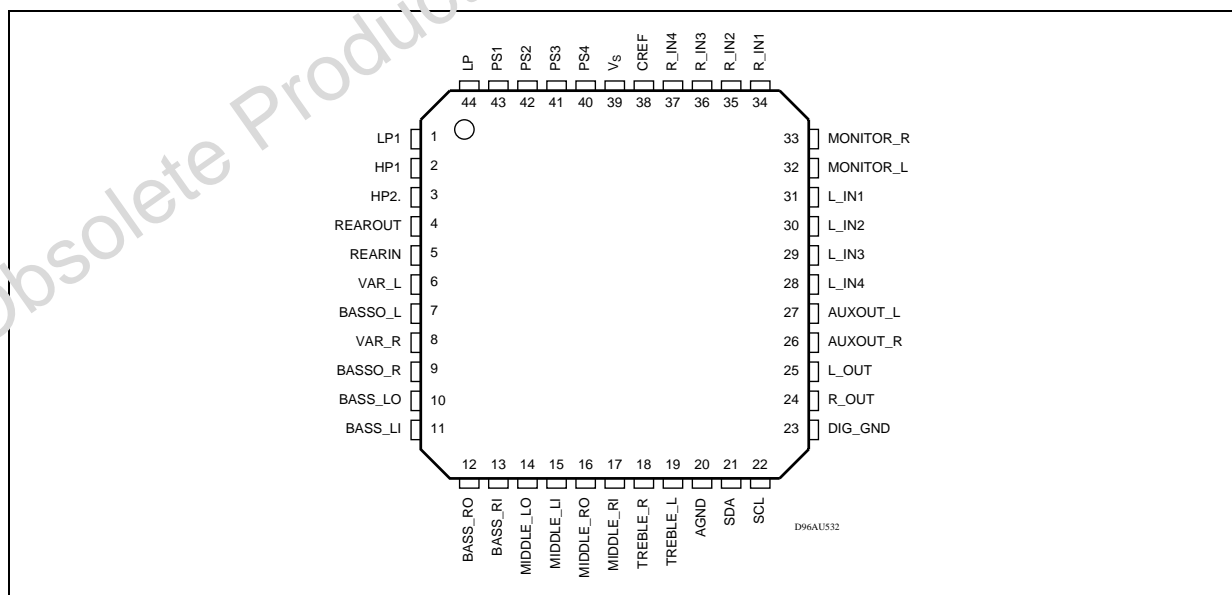 Obsolete Produc
LP
PS1
PS2
PS3
PS4
Vs
CREF
R_IN4
R_IN3
R_IN2
R_IN1
44 43 42 41 40 39 38 37 36 35 34
LP1 1
HP1 2
HP2. 3
REAROUT 4
REARIN 5
VAR_L 6
BASSO_L 7
VAR_R 8
BASSO_R 9
BASS_LO 10
BASS_LI 11
33 MONITOR_R
32 MONITOR_L
31 L_IN1
30 L_IN2
29 L_IN3
28 L_IN4
27 AUXOUT_L
26 AUXOUT_R
25 L_OUT
24 R_OUT
23 DIG_GND
12 13 14 15 16 17 18 19 20 21 22
BASS_RO
BASS_RI
MIDDLE_LO
MIDDLE_LI
MIDDLE_RO
MIDDLE_RI
TREBLE_R
TREBLE_L
AGND
SDA
SCL
D96AU532